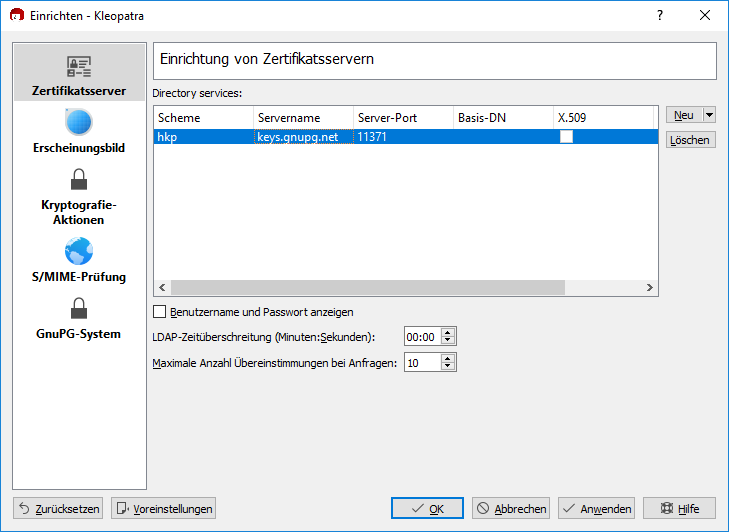 Einrichten - Kleopatra
?
Zertifikatsserver
Erscheinungsbild
Kryptografie-
Aktionen
S/MIME-Prüfung
GnuPG-System
Einrichtung von Zertifikatsservern
Directory services:
Scheme Servername Server-Port Basis-DN X.509
hkp keys.gnupg.net 11371
Neu
Löschen
Benutzername und Passwort anzeigen
LDAP-Zeitüberschreitung (Minuten:Sekunden): 00:00
Maximale Anzahl Übereinstimmungen bei Anfragen: 10
Zurücksetzen Voreinstellungen OK Abbrechen Anwenden Hilfe